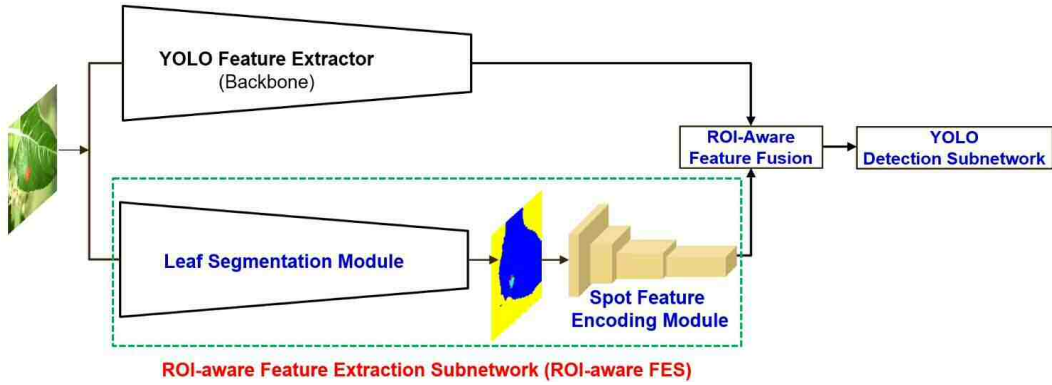 YOLO Feature Extractor
(Backbone)
ROI-Aware
Feature Fusion
YOLO
Detection Subnetwork
Leaf Segmentation Module
Spot Feature
Encoding Module
ROI-aware Feature Extraction Subnetwork (ROI-aware FES)